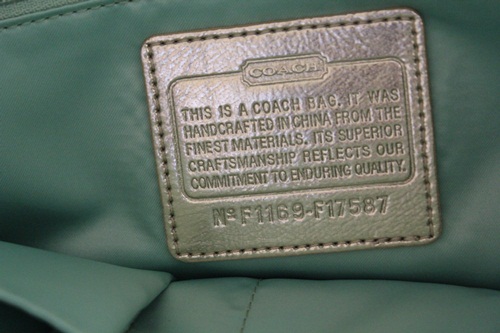 COACH
THIS IS A COACH BAG. IT WAS
HANDCRAFTED IN CHINA FROM THE
FINEST MATERIALS. ITS SUPERIOR
CRAFTSMANSHIP REFLECTS OUR
COMMITMENT TO ENDURING QUALITY.
Nº F1169-F17587